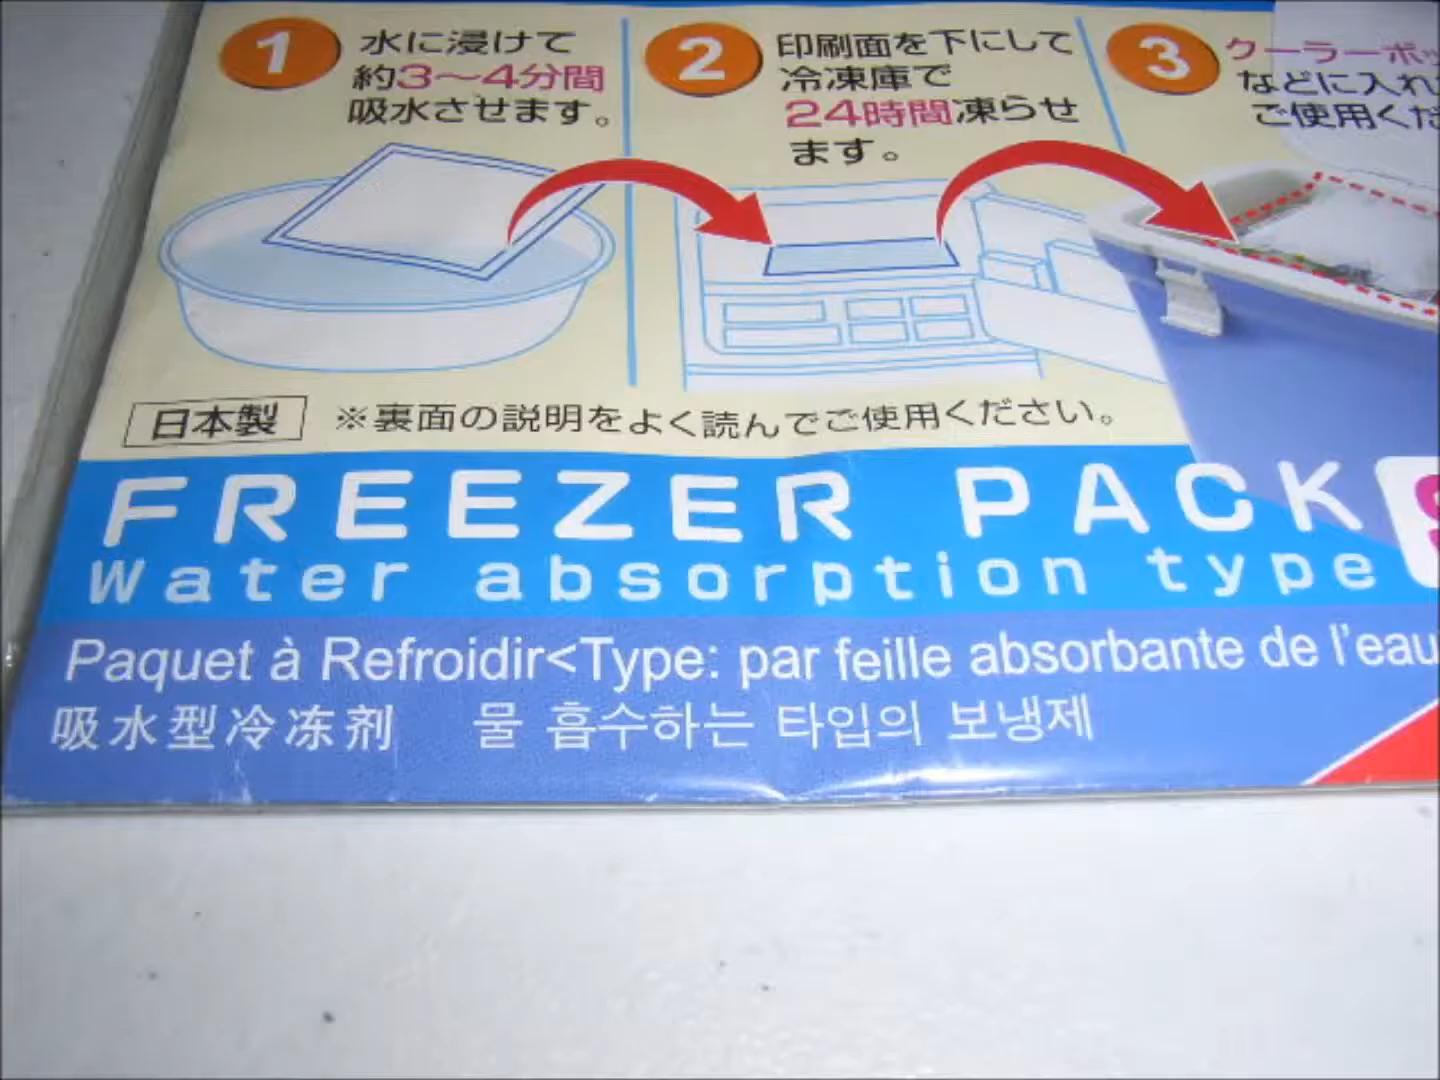 1
水に浸けて
約3～4分間
吸水させます。
2
印刷面を下にして
冷凍庫で
24時間凍らせ
ます。
3
クーラーボッ
などに入れ
ご使用くだ
日本製
※裏面の説明をよく読んでご使用ください。
FREEZER PACK
Water absorption type
Paquet à Refroidir<Type: par feille absorbante de l'eau
吸水型冷冻剂 물 흡수하는 타입의 보냉제